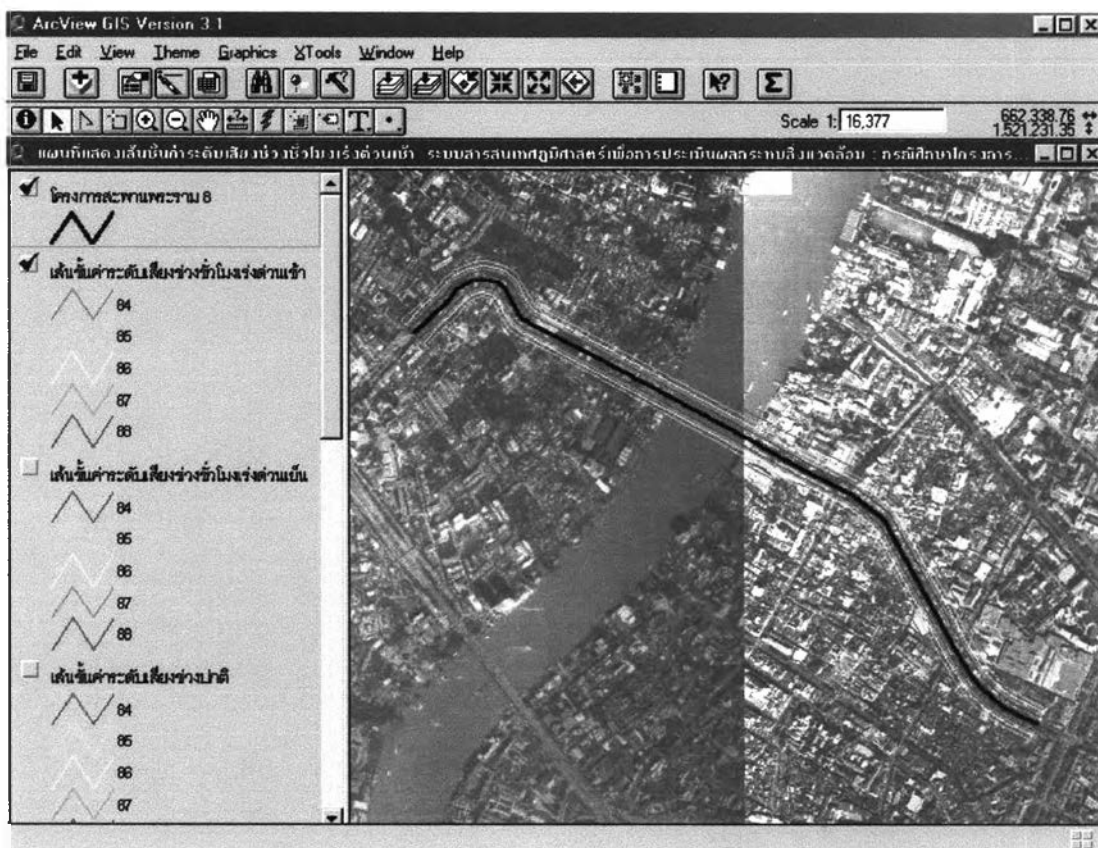 ArcView GIS Version 3.1
File Edit View Theme Graphics XTools Window Help
Scale 1: 16,377
662,338.76
1,521,231.35
แผนที่แสดงเส้นชั้นค่าระดับเสียงช่วงชั่วโมงเร่งด่วนเช้า ระบบสารสนเทศภูมิศาสตร์เพื่อการประเมินผลกระทบสิ่งแวดล้อม : กรณีศึกษาโครงการ...
โครงการสะพานพระราม 8
เส้นชั้นค่าระดับเสียงช่วงชั่วโมงเร่งด่วนเช้า
84
85
86
87
88
เส้นชั้นค่าระดับเสียงช่วงชั่วโมงเร่งด่วนเย็น
84
85
86
87
88
เส้นชั้นค่าระดับเสียงช่วงปกติ
84
85
86
87